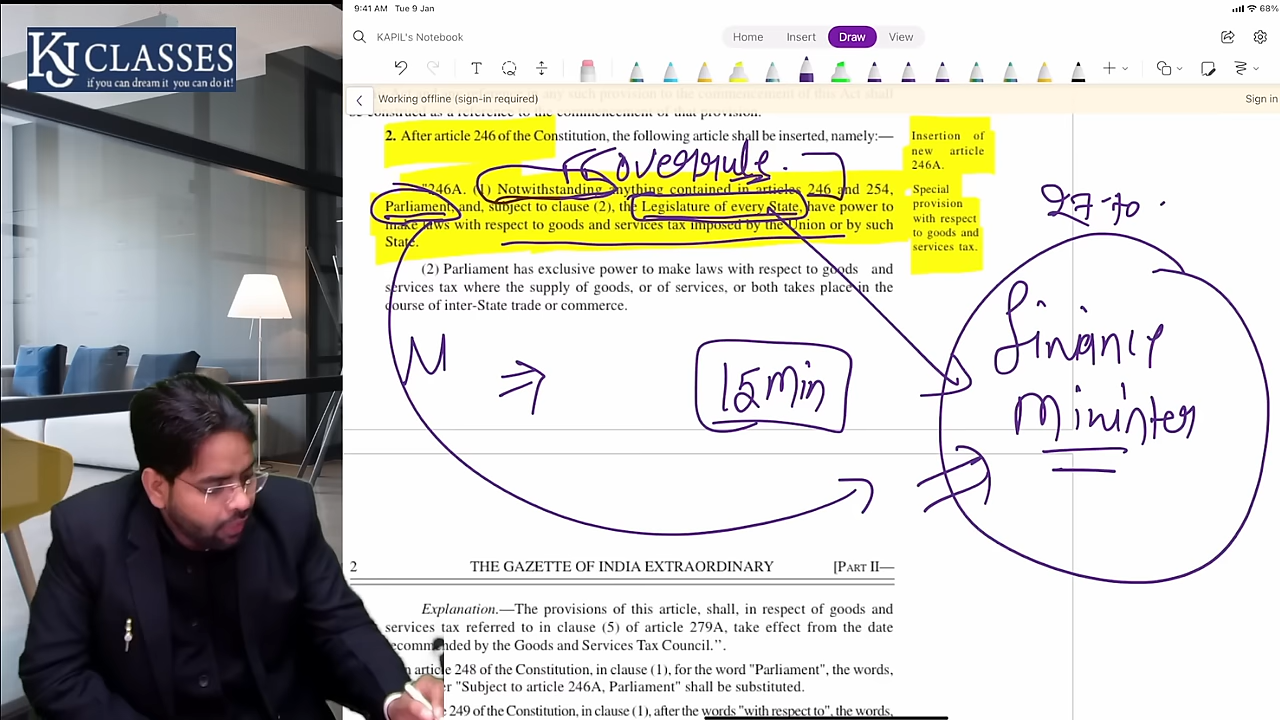 9:41 AM Tue 9 Jan
68%
KJ CLASSES
if you can dream it you can do it!
KAPIL's Notebook
Home Insert Draw View
Working offline (sign-in required)
Sign in
2. After article 246 of the Constitution, the following article shall be inserted, namely:—
Insertion of
new article
246A.
overrule.
"246A. (1) Notwithstanding anything contained in articles 246 and 254,
Parliament, and, subject to clause (2), the Legislature of every State, have power to
make laws with respect to goods and services tax imposed by the Union or by such
State.
Special
provision
with respect
to goods and
services tax.
27-70.
(2) Parliament has exclusive power to make laws with respect to goods and
services tax where the supply of goods, or of services, or both takes place in the
course of inter-State trade or commerce.
M
15 min
Finance
Mininter
2 THE GAZETTE OF INDIA EXTRAORDINARY [PART II—
Explanation.—The provisions of this article, shall, in respect of goods and
services tax referred to in clause (5) of article 279A, take effect from the date
recommended by the Goods and Services Tax Council.”.
article 248 of the Constitution, in clause (1), for the word "Parliament", the words,
"Subject to article 246A, Parliament" shall be substituted.
249 of the Constitution, in clause (1), after the words "with respect to", the words,